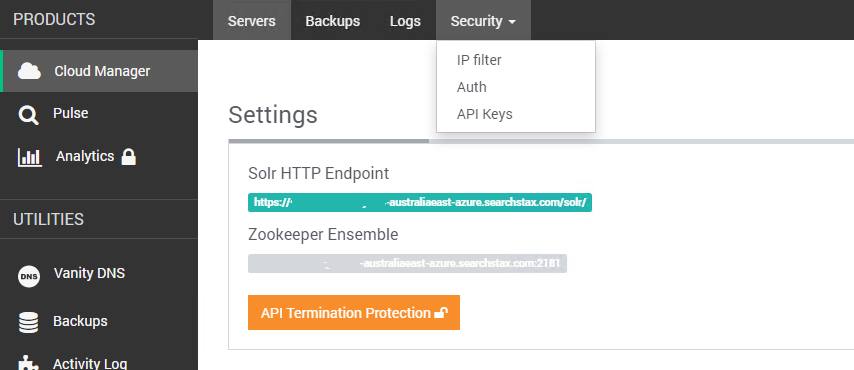 PRODUCTS
Servers Backups Logs Security
Cloud Manager
IP filter
Auth
API Keys
Pulse
Analytics
Settings
Solr HTTP Endpoint
https:// -australiaeast-azure.searchstax.com/solr/
UTILITIES
Zookeeper Ensemble
-australiaeast-azure.searchstax.com:2181
DNS
Vanity DNS
API Termination Protection
Backups
Activity Log